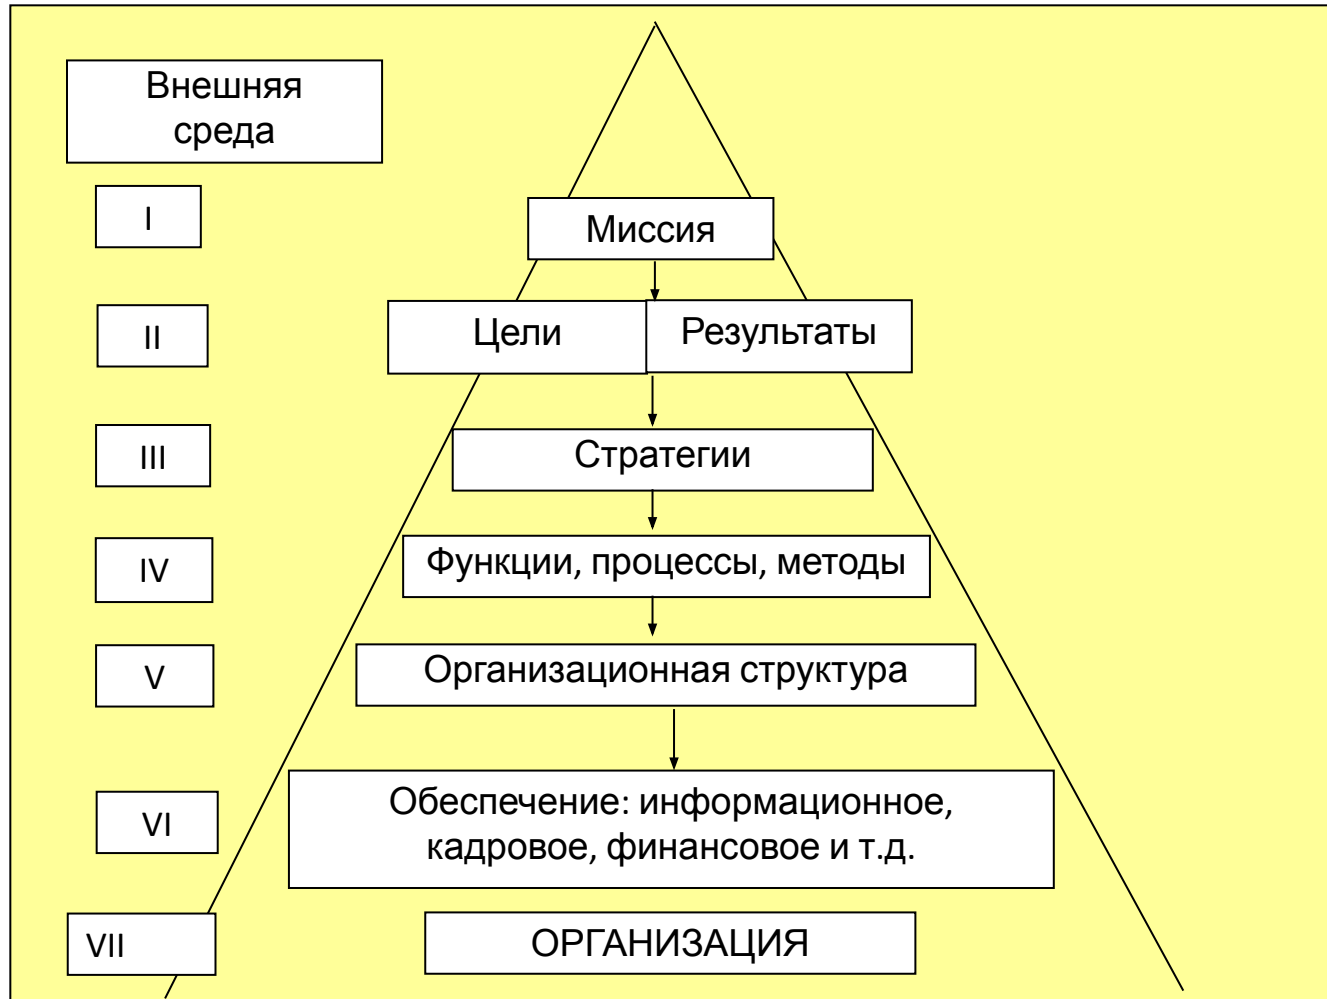 Внешняя
среда
I
Миссия
II
Цели
Результаты
III
Стратегии
IV
Функции, процессы, методы
V
Организационная структура
VI
Обеспечение: информационное,
кадровое, финансовое и т.д.
VII
ОРГАНИЗАЦИЯ